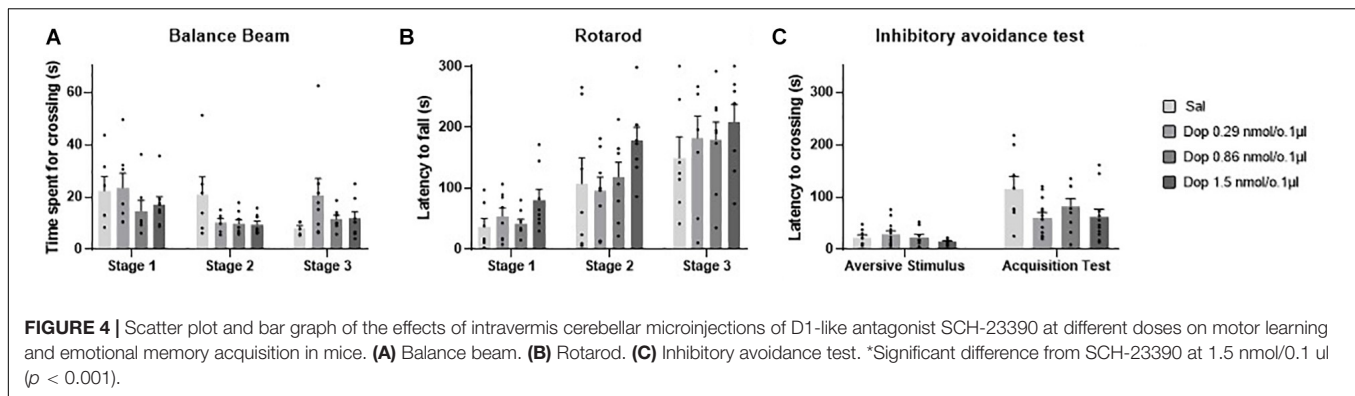 A Balance Beam
Time spent for crossing (s)
60
40
20
0
Stage 1 Stage 2 Stage 3
B Rotarod
Latency to fall (s)
300
200
100
0
Stage 1 Stage 2 Stage 3
C Inhibitory avoidance test
Latency to crossing (s)
300
200
100
0
Aversive Stimulus Acquisition Test
Sal
Dop 0.29 nmol/o.1µl
Dop 0.86 nmol/o.1µl
Dop 1.5 nmol/o.1µl
FIGURE 4 | Scatter plot and bar graph of the effects of intravermis cerebellar microinjections of D1-like antagonist SCH-23390 at different doses on motor learning
and emotional memory acquisition in mice. (A) Balance beam. (B) Rotarod. (C) Inhibitory avoidance test. *Significant difference from SCH-23390 at 1.5 nmol/0.1 ul
(p < 0.001).